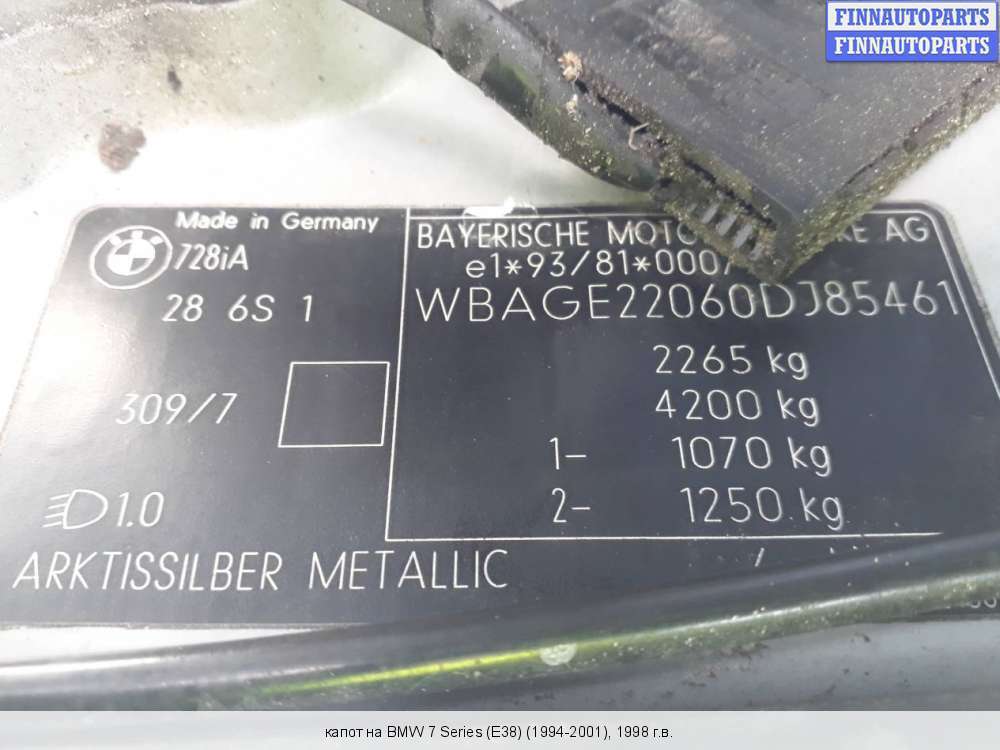 FINNAUTOPARTS
FINNAUTOPARTS
Made in Germany
BMW
728iA
28 6S 1
309/7
1.0
ARKTISSILBER METALLIC
BAYERISCHE AG
e1*93/81*000
WBAGE22060DJ85461
2265 kg
4200 kg
1- 1070 kg
2- 1250 kg
капот на BMW 7 Series (E38) (1994-2001), 1998 г.в.